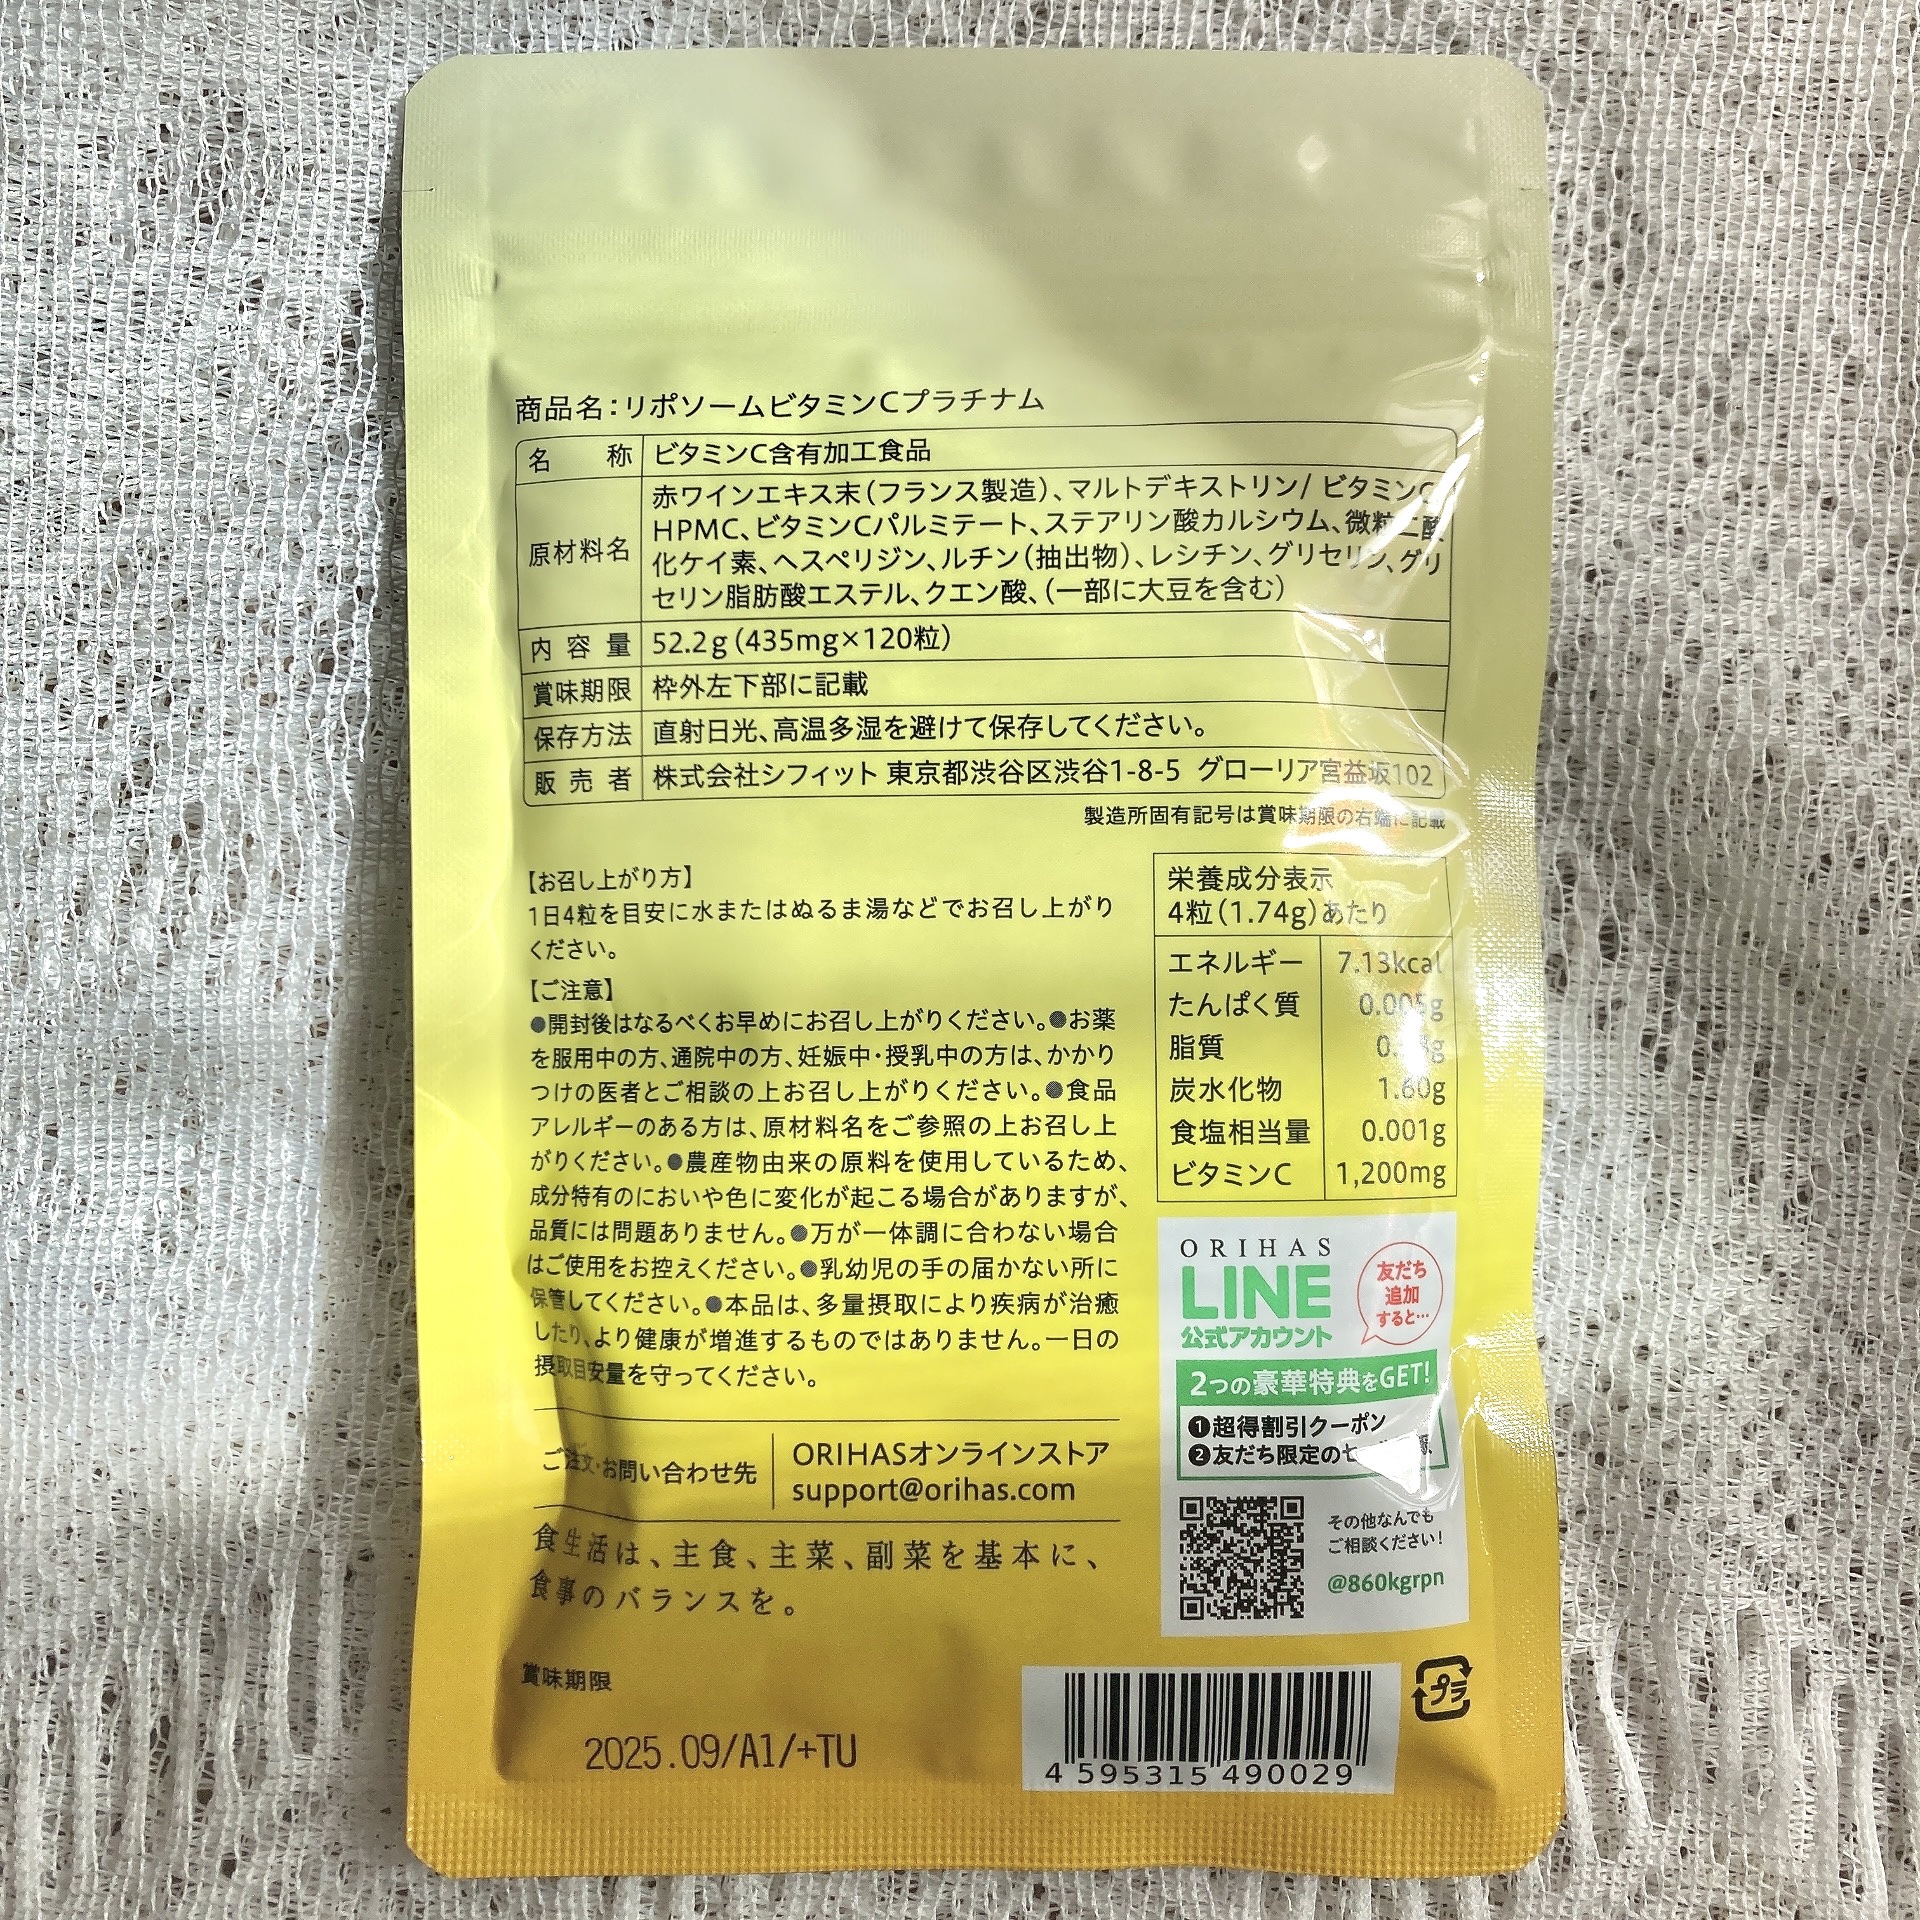 商品名：リポソームビタミンCプラチナム
名称 ビタミンC含有加工食品
原材料名 赤ワインエキス末（フランス製造）、マルトデキストリン/ ビタミンC、
HPMC、ビタミンCパルミテート、ステアリン酸カルシウム、微粒二酸
化ケイ素、ヘスペリジン、ルチン（抽出物）、レシチン、グリセリン、グリ
セリン脂肪酸エステル、クエン酸、（一部に大豆を含む）
内容量 52.2g（435mg×120粒）
賞味期限 枠外左下部に記載
保存方法 直射日光、高温多湿を避けて保存してください。
販売者 株式会社シフィット 東京都渋谷区渋谷1-8-5 グローリア宮益坂102
製造所固有記号は賞味期限の右端に記載
【お召し上がり方】
1日4粒を目安に水またはぬるま湯などでお召し上がり
ください。
【ご注意】
●開封後はなるべくお早めにお召し上がりください。●お薬
を服用中の方、通院中の方、妊娠中・授乳中の方は、かかり
つけの医者とご相談の上お召し上がりください。●食品
アレルギーのある方は、原材料名をご参照の上お召し上
がりください。●農産物由来の原料を使用しているため、
成分特有のにおいや色に変化が起こる場合がありますが、
品質には問題ありません。●万が一体調に合わない場合
はご使用をお控えください。●乳幼児の手の届かない所に
保管してください。●本品は、多量摂取により疾病が治癒
したり、より健康が増進するものではありません。一日の
摂取目安量を守ってください。
ご注文・お問い合わせ先
ORIHASオンラインストア
support@orihas.com
食生活は、主食、主菜、副菜を基本に、
食事のバランスを。
賞味期限
2025.09/A1/+TU
栄養成分表示
4粒（1.74g）あたり
エネルギー 7.13kcal
たんぱく質 0.005g
脂質
炭水化物 1.60g
食塩相当量 0.001g
ビタミンC 1,200mg
ORIHAS
LINE
公式アカウント
友だち
追加
すると…
2つの豪華特典をGET!
❶超得割引クーポン
❷友だち限定の
その他なんでも
ご相談ください！
@860kgrpn
プラ
4 595315 490029